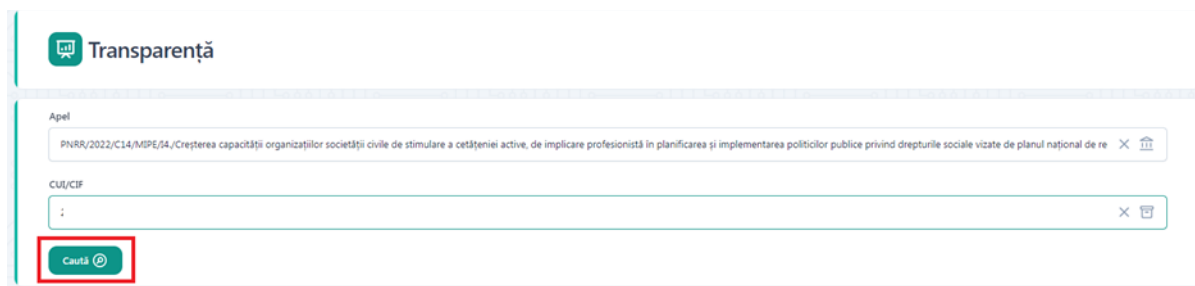 Transparență
Apel
PNRR/2022/C14/MIPE/I4./Creșterea capacității organizațiilor societății civile de stimulare a cetățeniei active, de implicare profesionistă în planificarea și implementarea politicilor publice privind drepturile sociale vizate de planul național de re
CUI/CIF
;
Caută